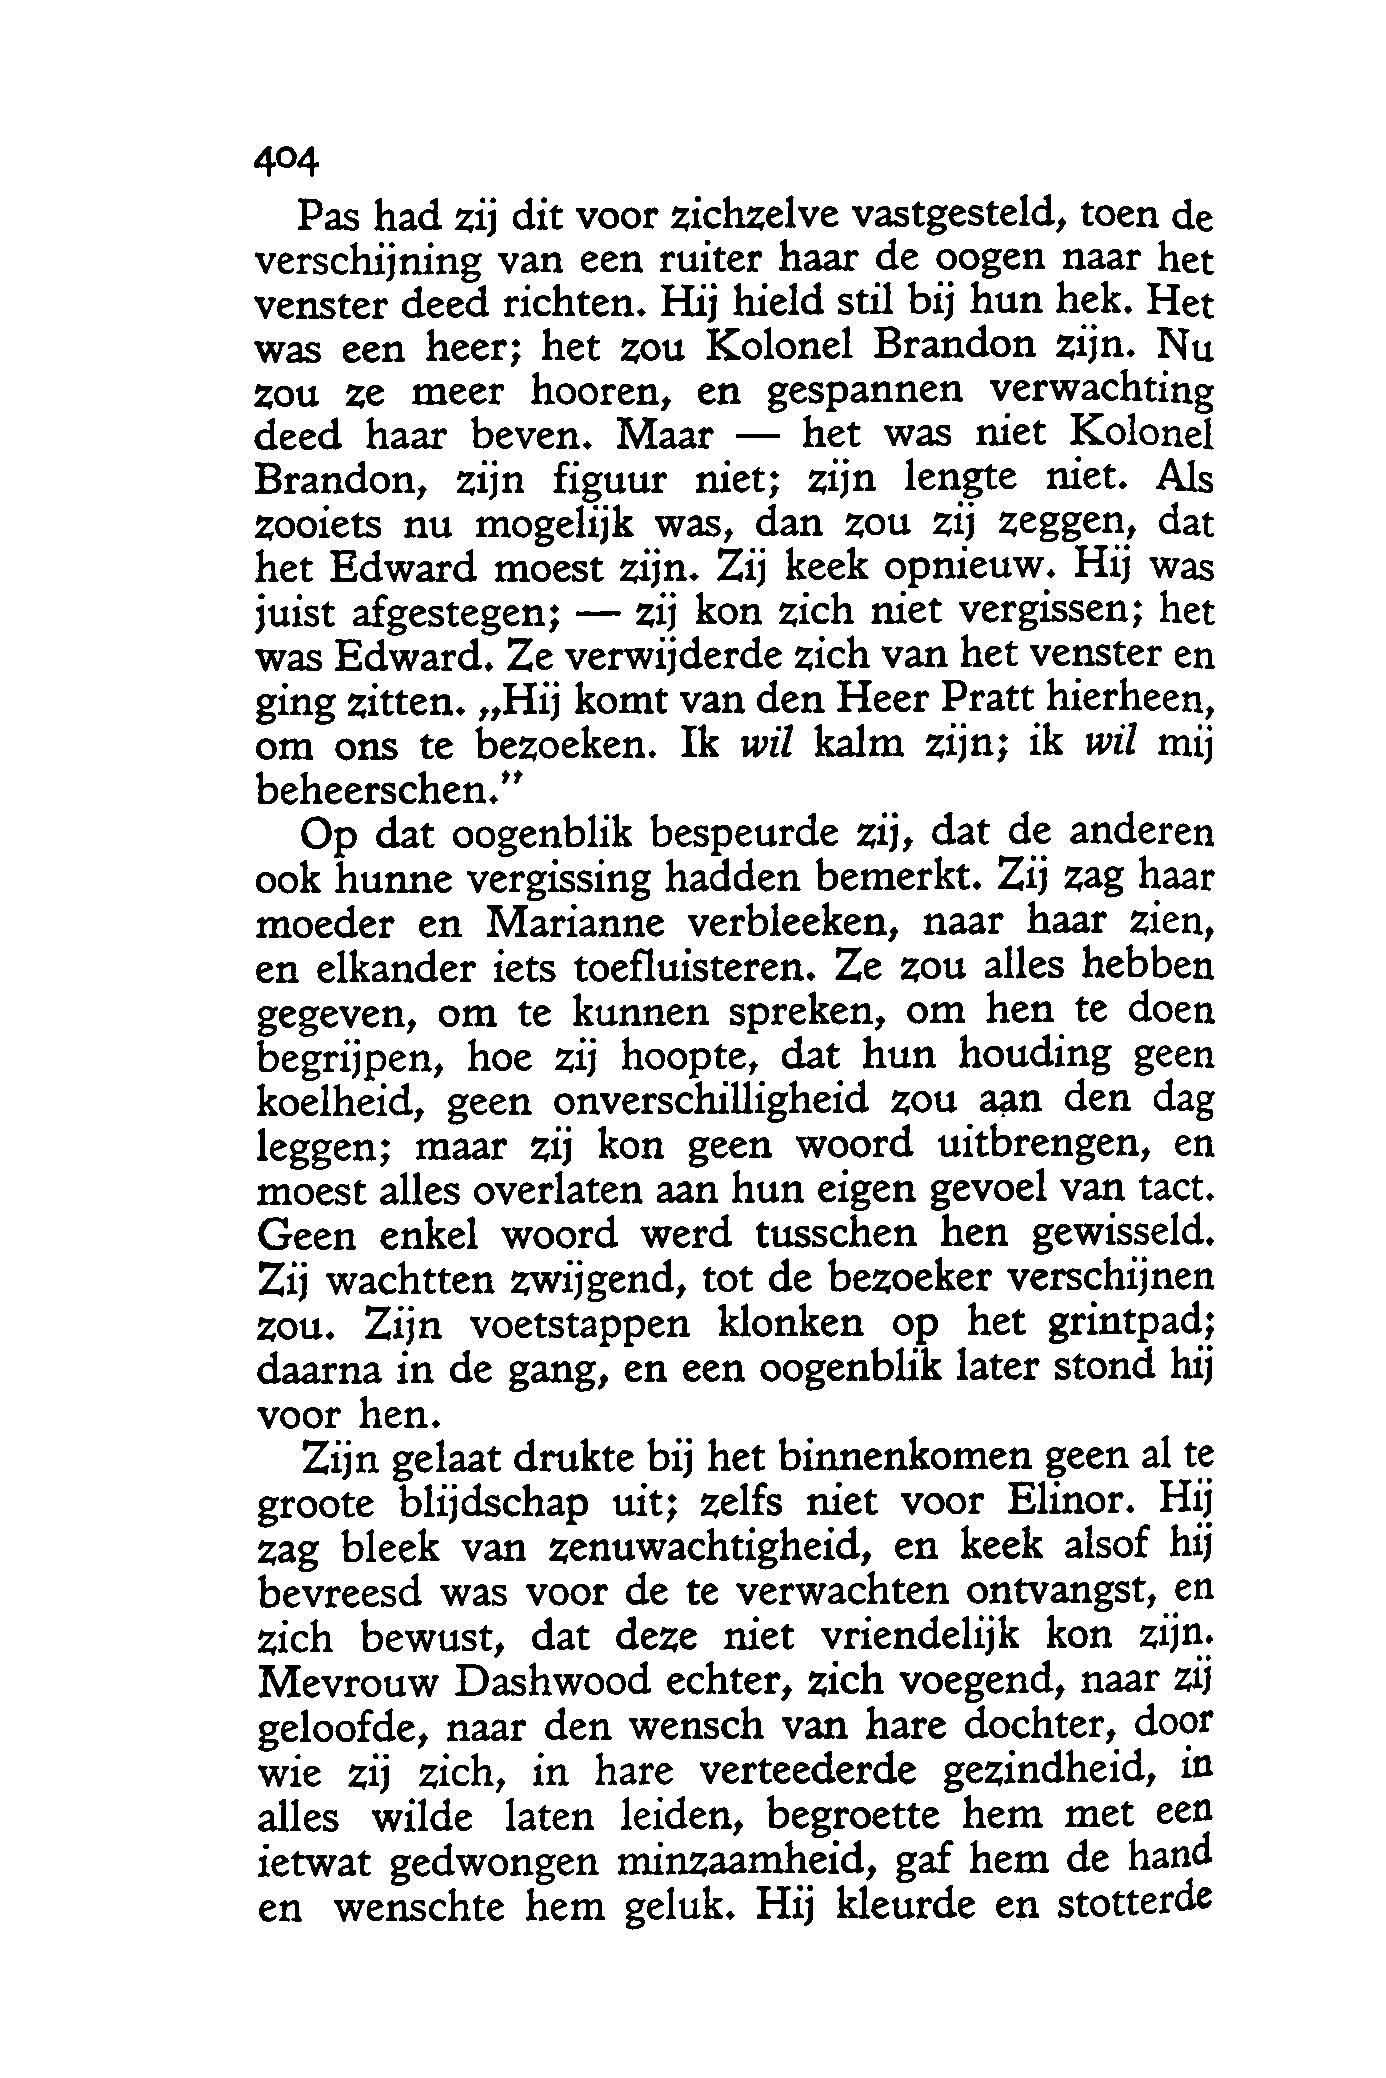 404
Pas had zij dit voor zichzelve vastgesteld, toen de
verschijning van een ruiter haar de oogen naar het
venster deed richten. Hij hield stil bij hun hek. Het
was een heer; het zou Kolonel Brandon zijn. Nu
zou ze meer hooren, en gespannen verwachting
deed haar beven. Maar — het was niet Kolonel
Brandon, zijn figuur niet; zijn lengte niet. Als
zooiets nu mogelijk was, dan zou zij zeggen, dat
het Edward moest zijn. Zij keek opnieuw. Hij was
juist afgestegen; — zij kon zich niet vergissen; het
was Edward. Ze verwijderde zich van het venster en
ging zitten. „Hij komt van den Heer Pratt hierheen,
om ons te bezoeken. Ik wil kalm zijn; ik wil mij
beheerschen.”
Op dat oogenblik bespeurde zij, dat de anderen
ook hunne vergissing hadden bemerkt. Zij zag haar
moeder en Marianne verbleeken, naar haar zien,
en elkander iets toefluisteren. Ze zou alles hebben
gegeven, om te kunnen spreken, om hen te doen
begrijpen, hoe zij hoopte, dat hun houding geen
koelheid, geen onverschilligheid zou aan den dag
leggen; maar zij kon geen woord uitbrengen, en
moest alles overlaten aan hun eigen gevoel van tact.
Geen enkel woord werd tusschen hen gewisseld.
Zij wachtten zwijgend, tot de bezoeker verschijnen
zou. Zijn voetstappen klonken op het grintpad;
daarna in de gang, en een oogenblik later stond hij
voor hen.
Zijn gelaat drukte bij het binnenkomen geen al te
groote blijdschap uit; zelfs niet voor Elinor. Hij
zag bleek van zenuwachtigheid, en keek alsof hij
bevreesd was voor de te verwachten ontvangst, en
zich bewust, dat deze niet vriendelijk kon zijn.
Mevrouw Dashwood echter, zich voegend, naar zij
geloofde, naar den wensch van hare dochter, door
wie zij zich, in hare verteederde gezindheid, in
alles wilde laten leiden, begroette hem met een
ietwat gedwongen minzaamheid, gaf hem de hand
en wenschte hem geluk. Hij kleurde en stotterde